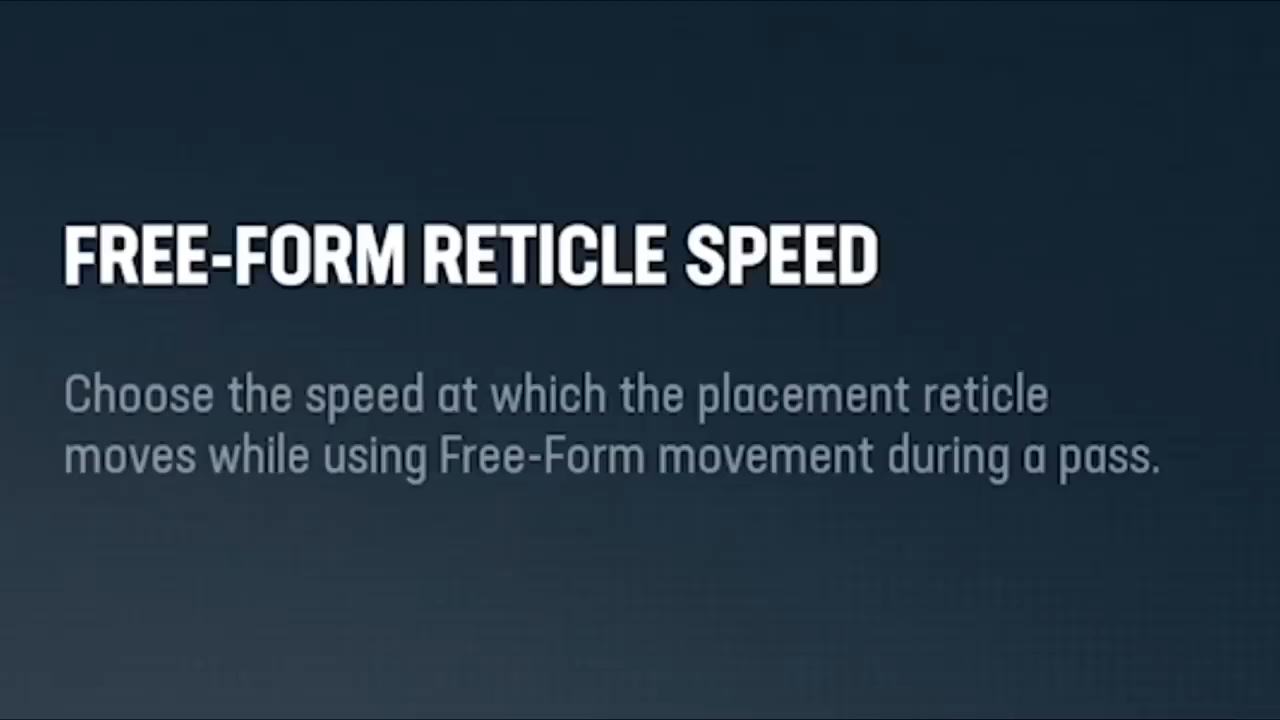 FREE-FORM RETICLE SPEED
Choose the speed at which the placement reticle
moves while using Free-Form movement during a pass.